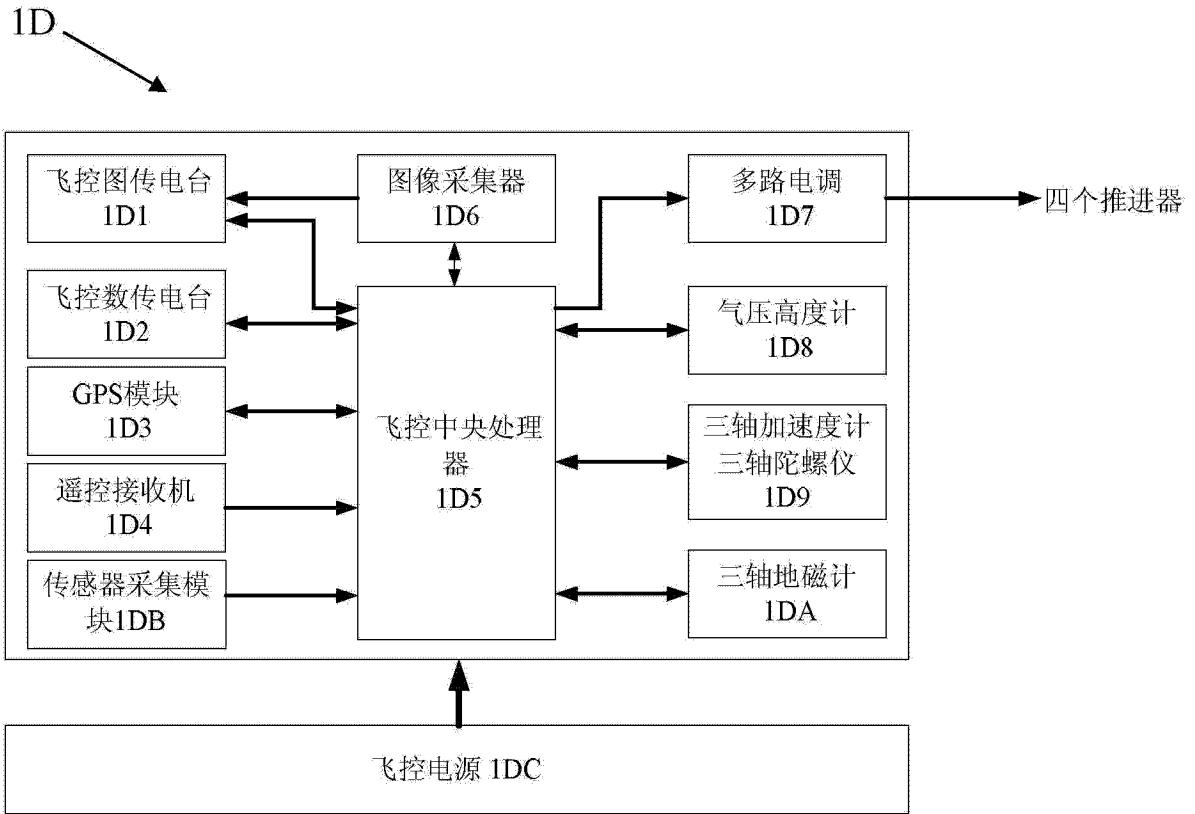 1D
飞控图传电台
1D1
图像采集器
1D6
多路电调
1D7
四个推进器
飞控数传电台
1D2
气压高度计
1D8
GPS模块
1D3
飞控中央处理
器
1D5
三轴加速度计
三轴陀螺仪
1D9
遥控接收机
1D4
传感器采集模
块1DB
三轴地磁计
1DA
飞控电源 1DC